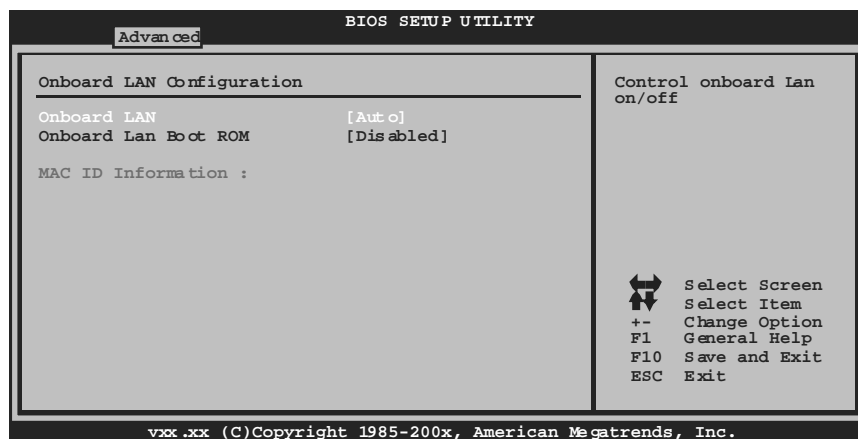 BIOS SETUP UTILITY
Advanced
Onboard LAN Configuration
Onboard LAN [Auto]
Onboard Lan Boot ROM [Disabled]
MAC ID Information :
Control onboard Lan
on/off
Select Screen
Select Item
+- Change Option
F1 General Help
F10 Save and Exit
ESC Exit
vxx.xx (C)Copyright 1985-200x, American Megatrends, Inc.